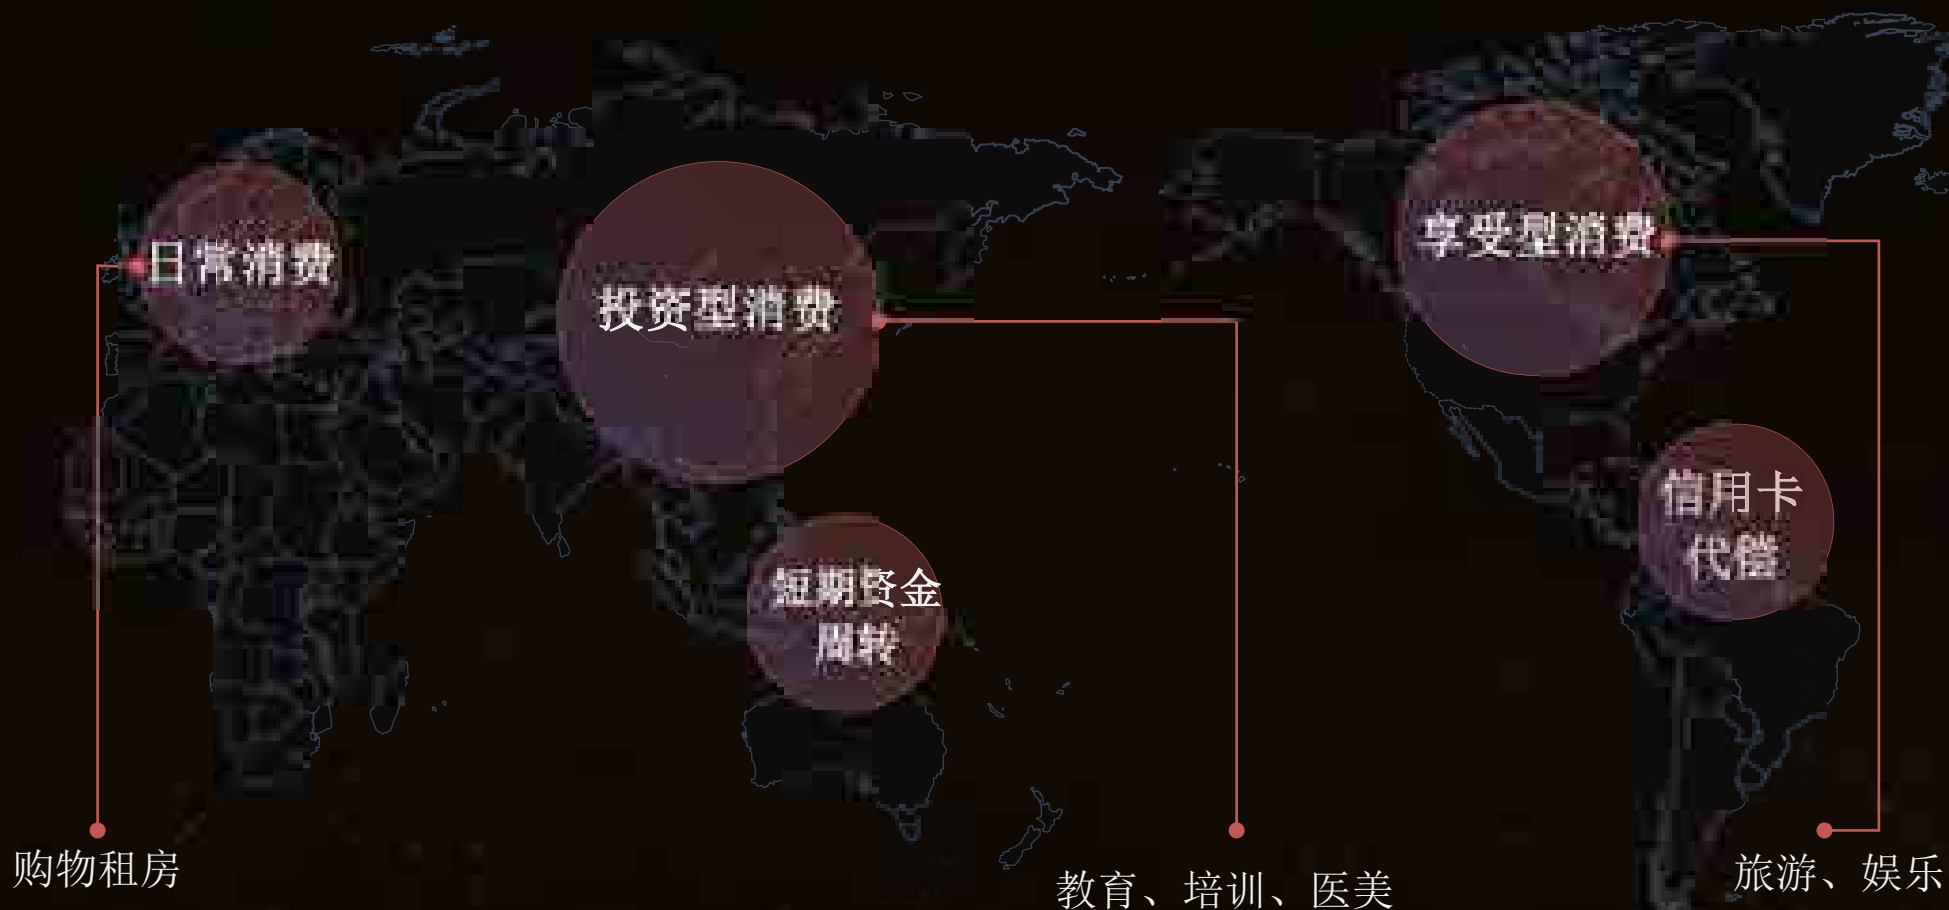 日常消费
投资型消费
享受型消费
信用卡
代偿
短期资金
周转
购物租房
教育、培训、医美
旅游、娱乐